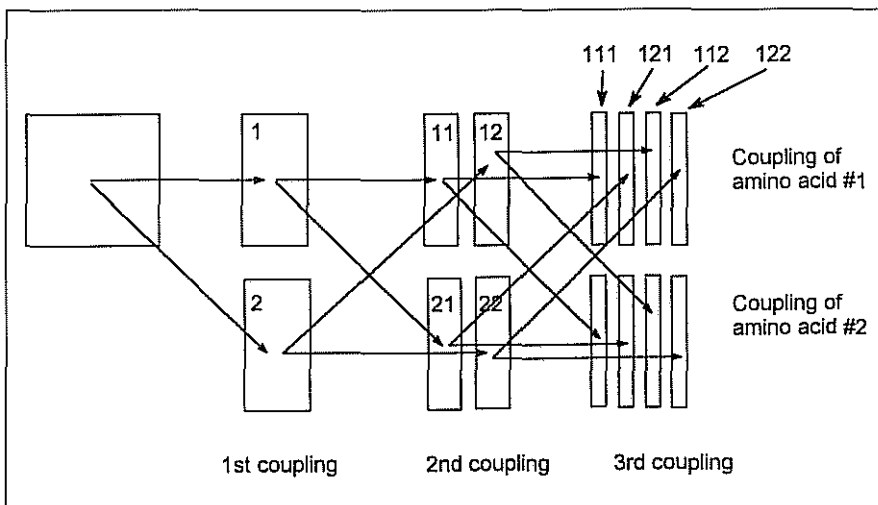 111
121
112
122
1
11
12
Coupling of
amino acid #1
2
21
22
Coupling of
amino acid #2
1st coupling
2nd coupling
3rd coupling